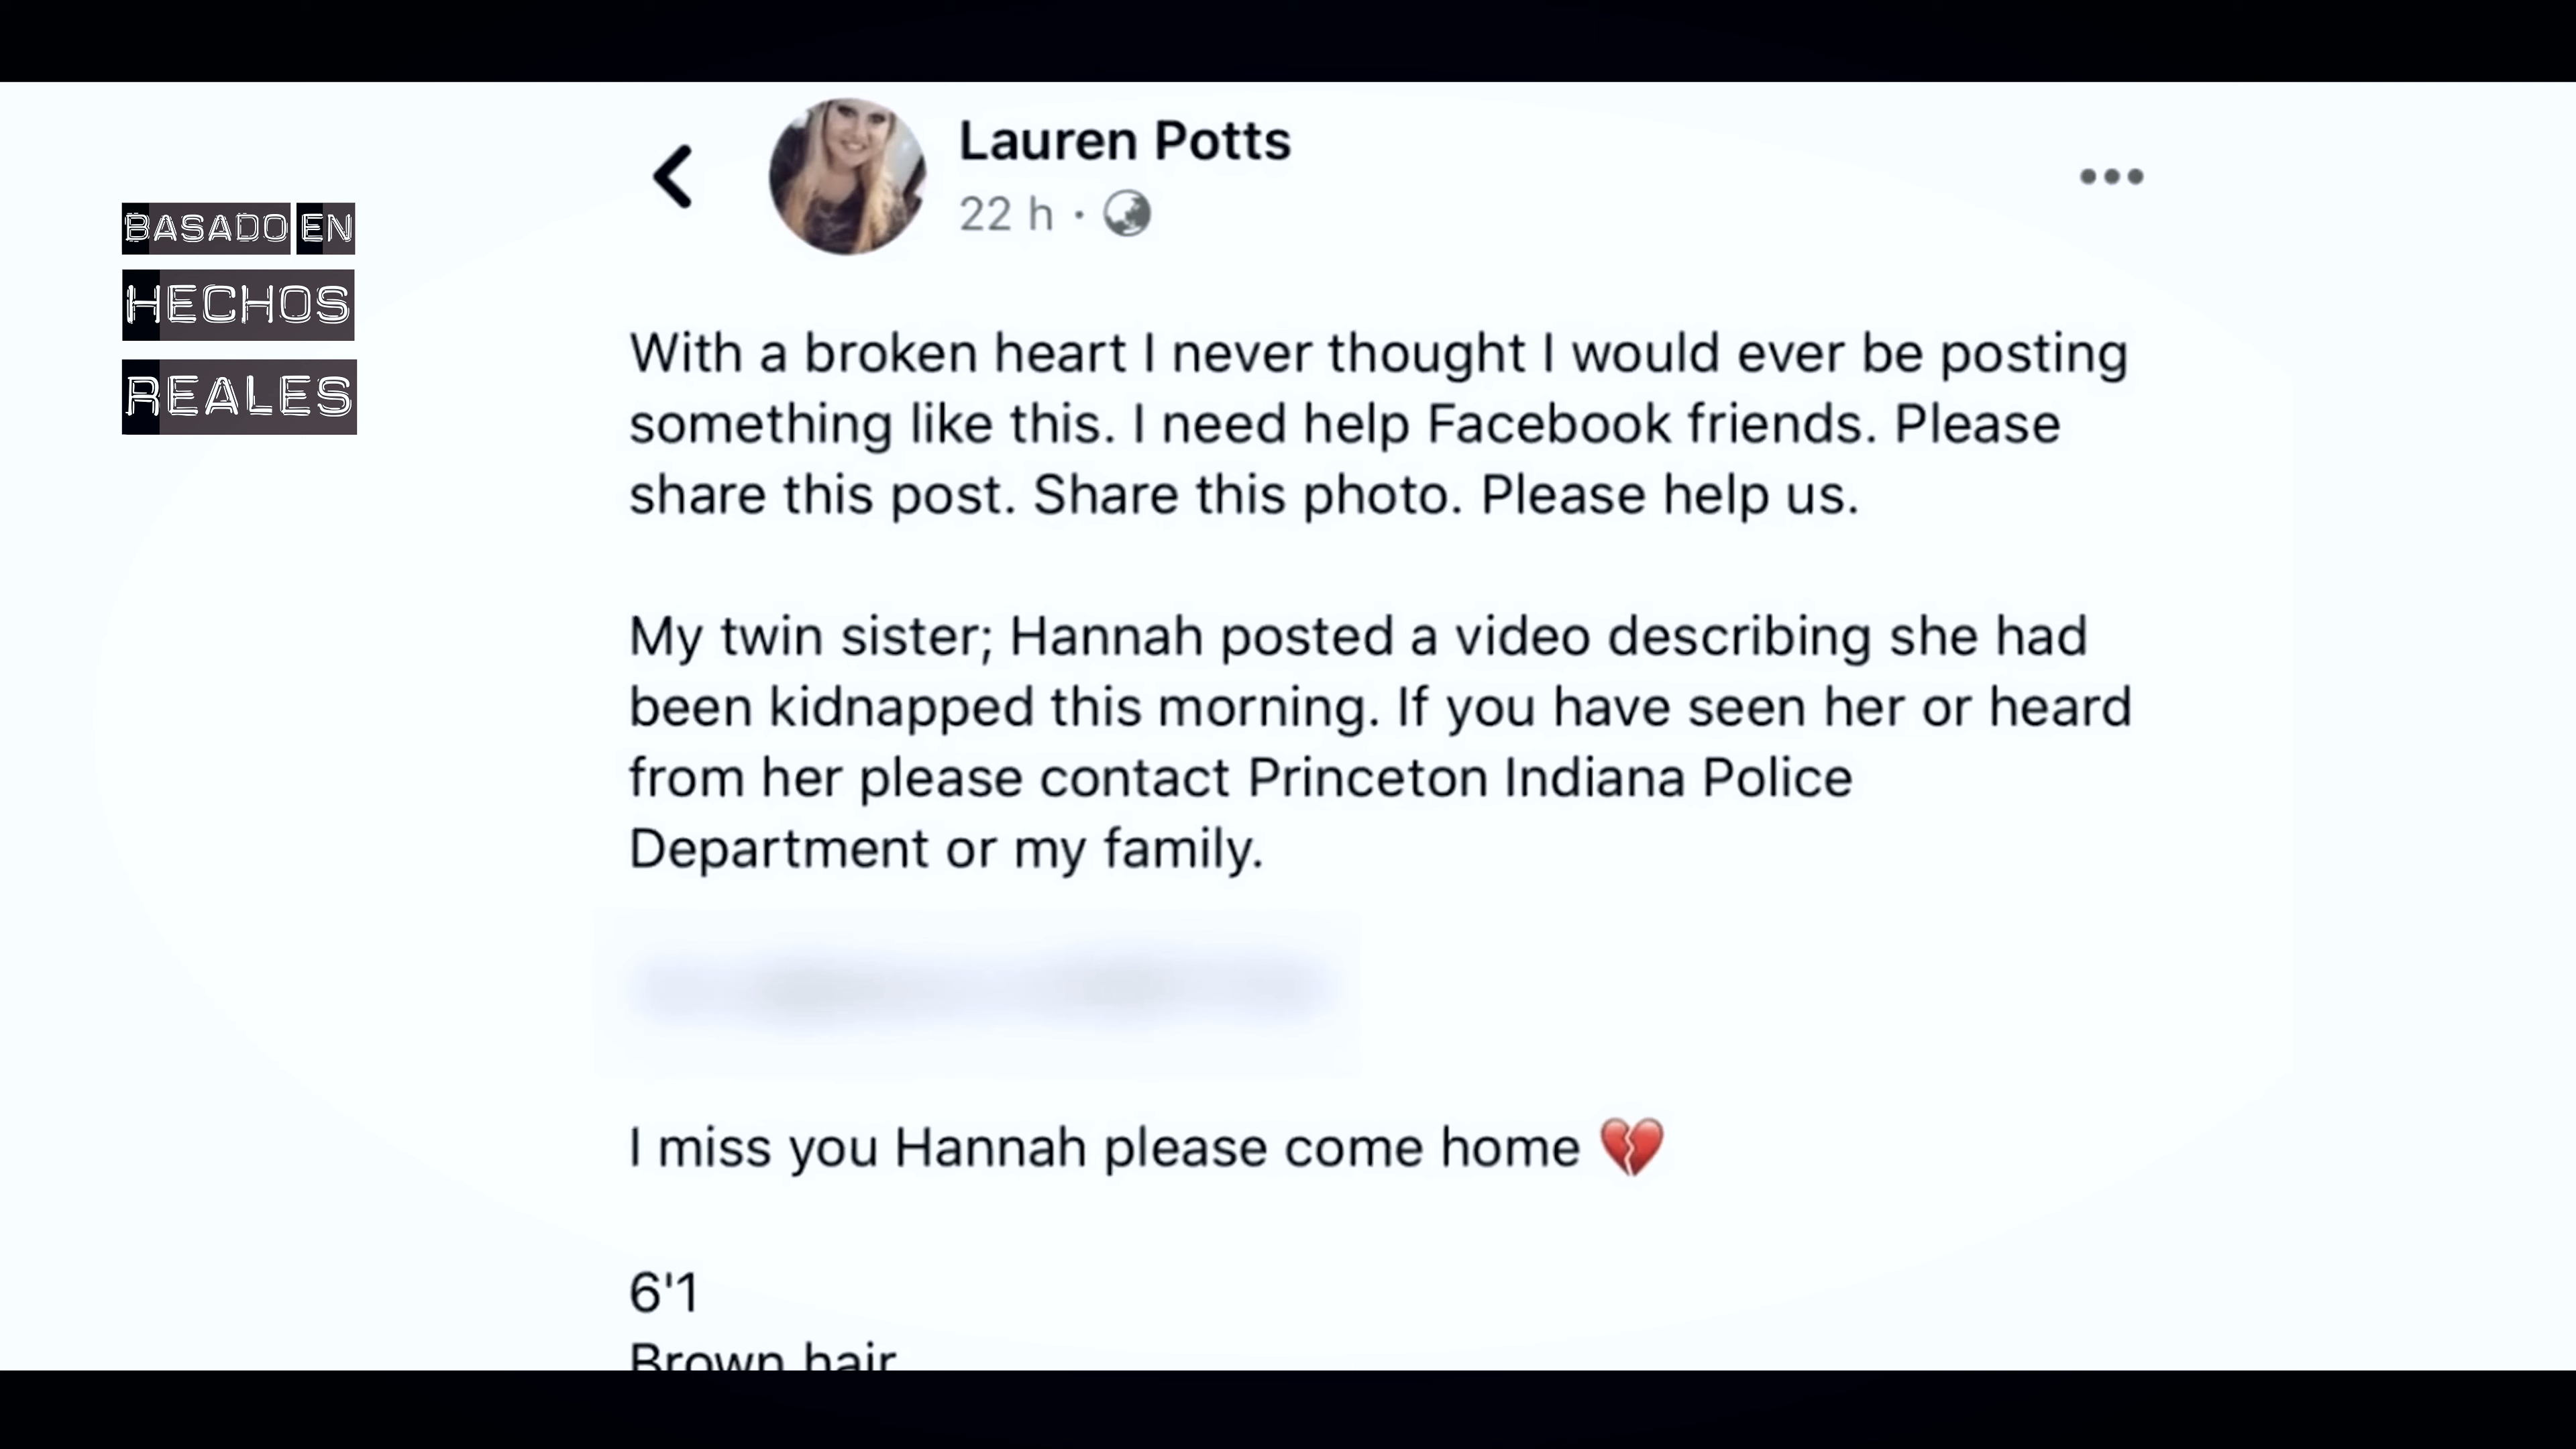 BASADO EN
HECHOS
REALES
Lauren Potts
22 h ·
With a broken heart I never thought I would ever be posting
something like this. I need help Facebook friends. Please
share this post. Share this photo. Please help us.
My twin sister; Hannah posted a video describing she had
been kidnapped this morning. If you have seen her or heard
from her please contact Princeton Indiana Police
Department or my family.
I miss you Hannah please come home 💔
6'1
Brown hair